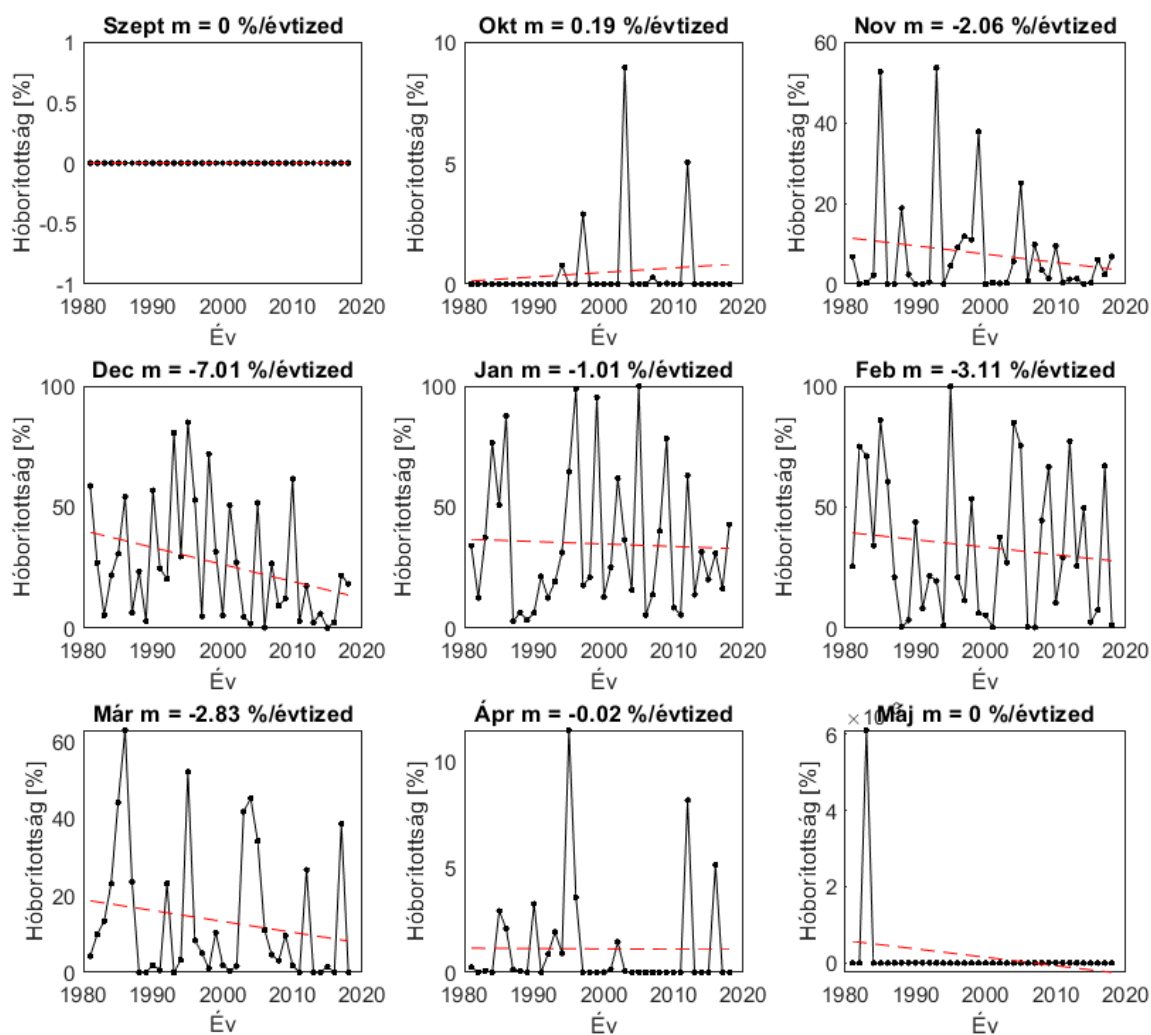 Szept m = 0 %/évtized
Hóborítottság [%]
1
0.5
0
-0.5
-1
1980 1990 2000 2010 2020
Év
Okt m = 0.19 %/évtized
Hóborítottság [%]
10
5
0
1980 1990 2000 2010 2020
Év
Nov m = -2.06 %/évtized
Hóborítottság [%]
60
40
20
0
1980 1990 2000 2010 2020
Év
Dec m = -7.01 %/évtized
Hóborítottság [%]
100
50
0
1980 1990 2000 2010 2020
Év
Jan m = -1.01 %/évtized
Hóborítottság [%]
100
50
0
1980 1990 2000 2010 2020
Év
Feb m = -3.11 %/évtized
Hóborítottság [%]
100
50
0
1980 1990 2000 2010 2020
Év
Már m = -2.83 %/évtized
Hóborítottság [%]
60
40
20
0
1980 1990 2000 2010 2020
Év
Ápr m = -0.02 %/évtized
Hóborítottság [%]
10
5
0
1980 1990 2000 2010 2020
Év
Máj m = 0 %/évtized
Hóborítottság [%]
6
4
2
0
1980 1990 2000 2010 2020
Év